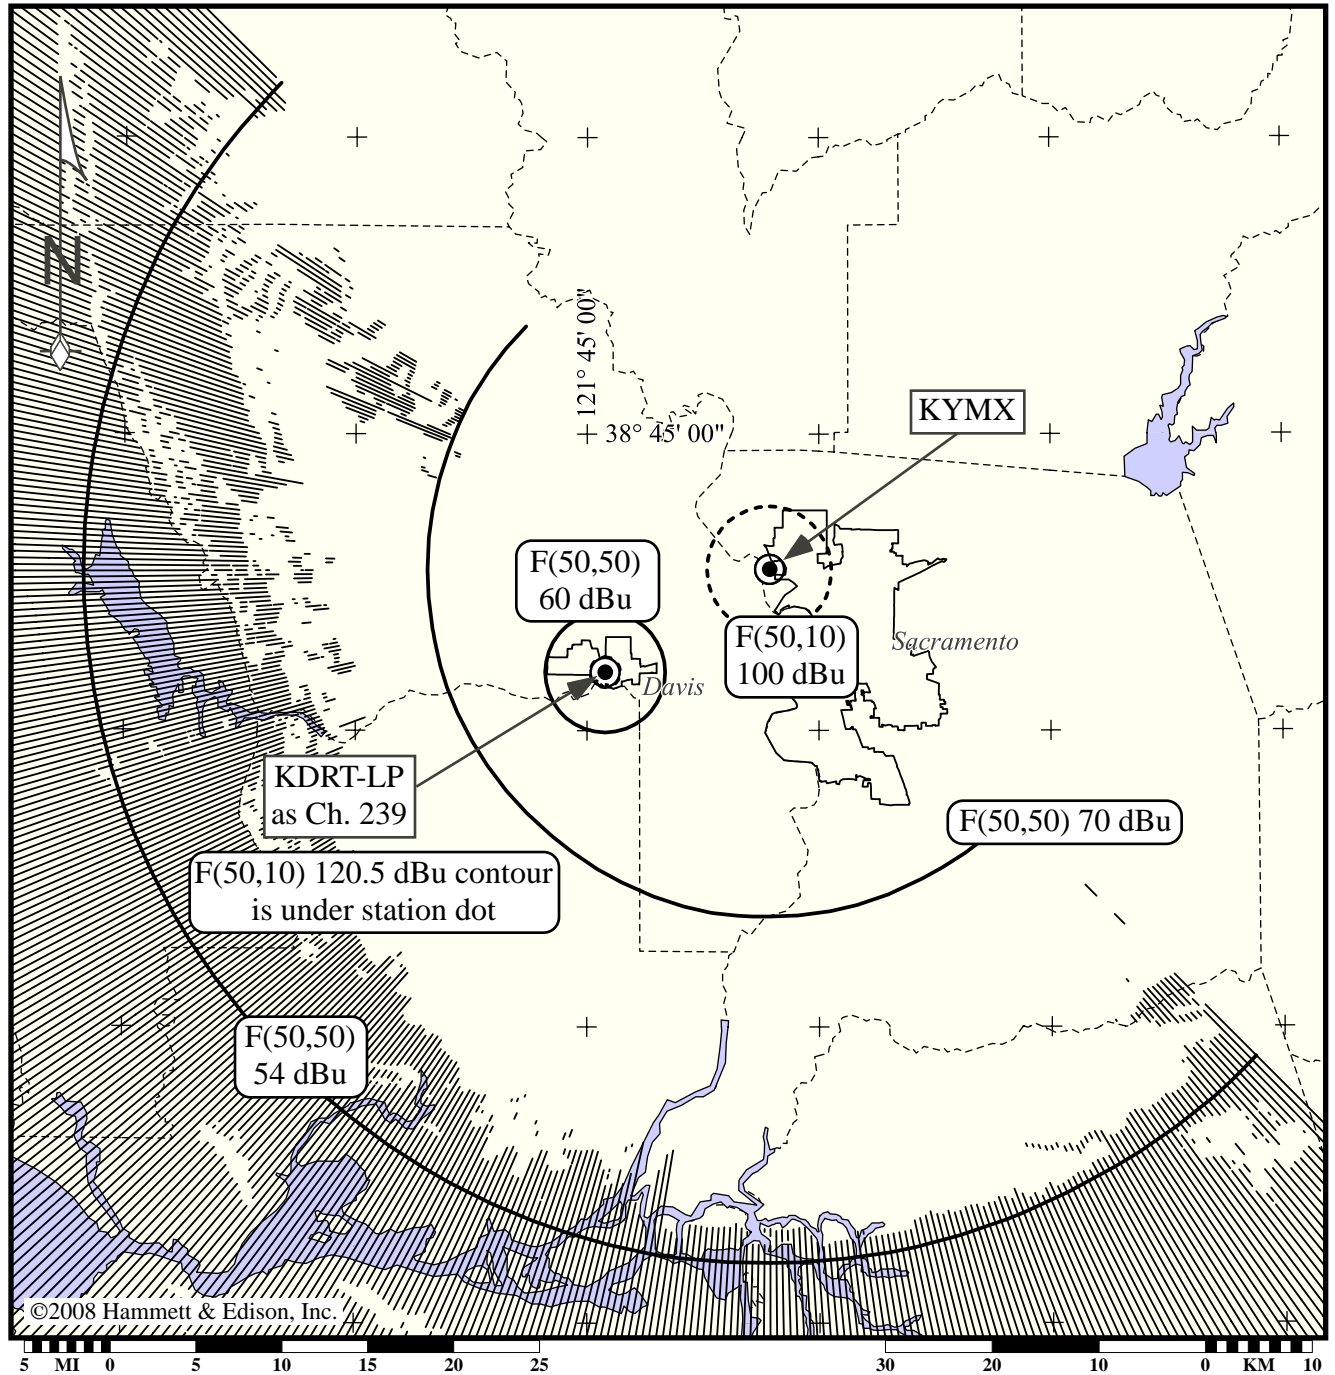 N
121° 45' 00"
38° 45' 00"
KYMX
F(50,50)
60 dBu
F(50,10)
100 dBu
Sacramento
Davis
KDRT-LP
as Ch. 239
F(50,50) 70 dBu
F(50,10) 120.5 dBu contour
is under station dot
F(50,50)
54 dBu
©2008 Hammett & Edison, Inc.
5 MI 0 5 10 15 20 25
30 20 10 0 KM 10